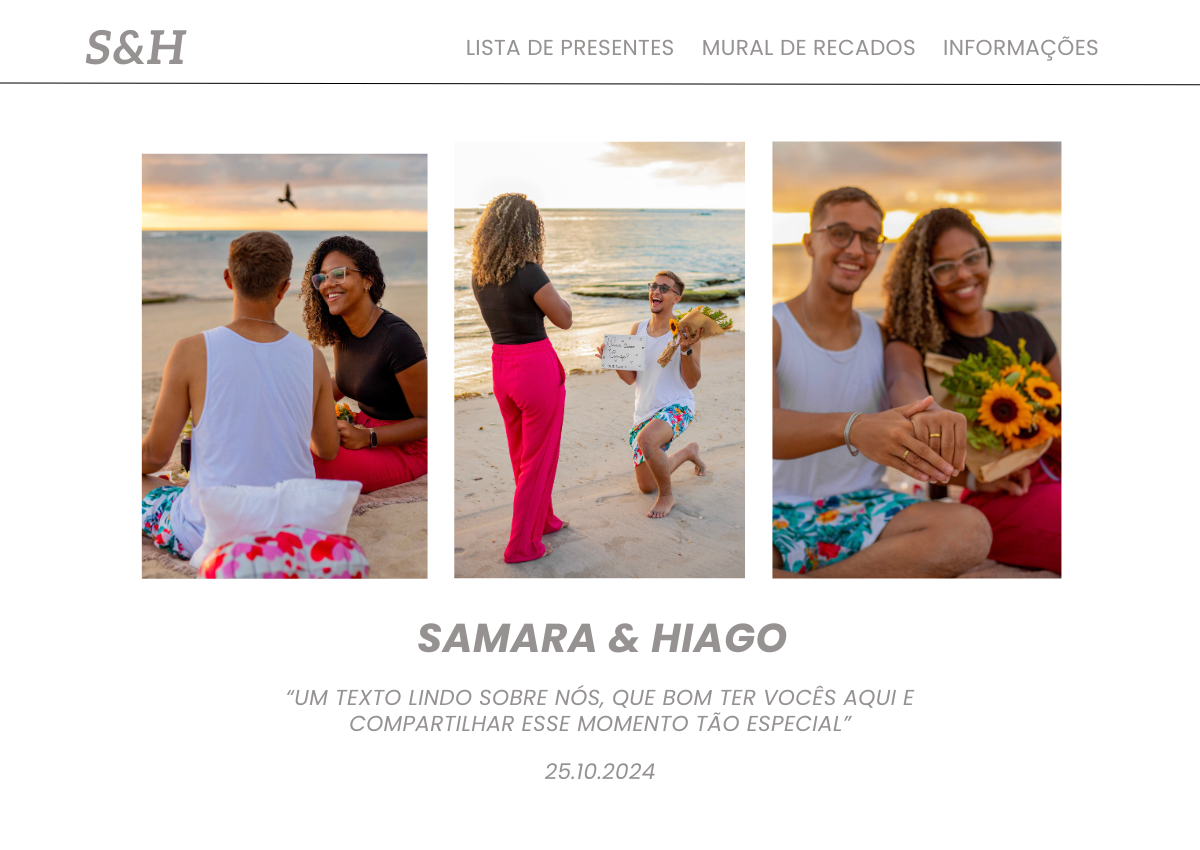 S&H
LISTA DE PRESENTES MURAL DE RECADOS INFORMAÇÕES
SAMARA & HIAGO
“UM TEXTO LINDO SOBRE NÓS, QUE BOM TER VOCÊS AQUI E
COMPARTILHAR ESSE MOMENTO TÃO ESPECIAL”
25.10.2024